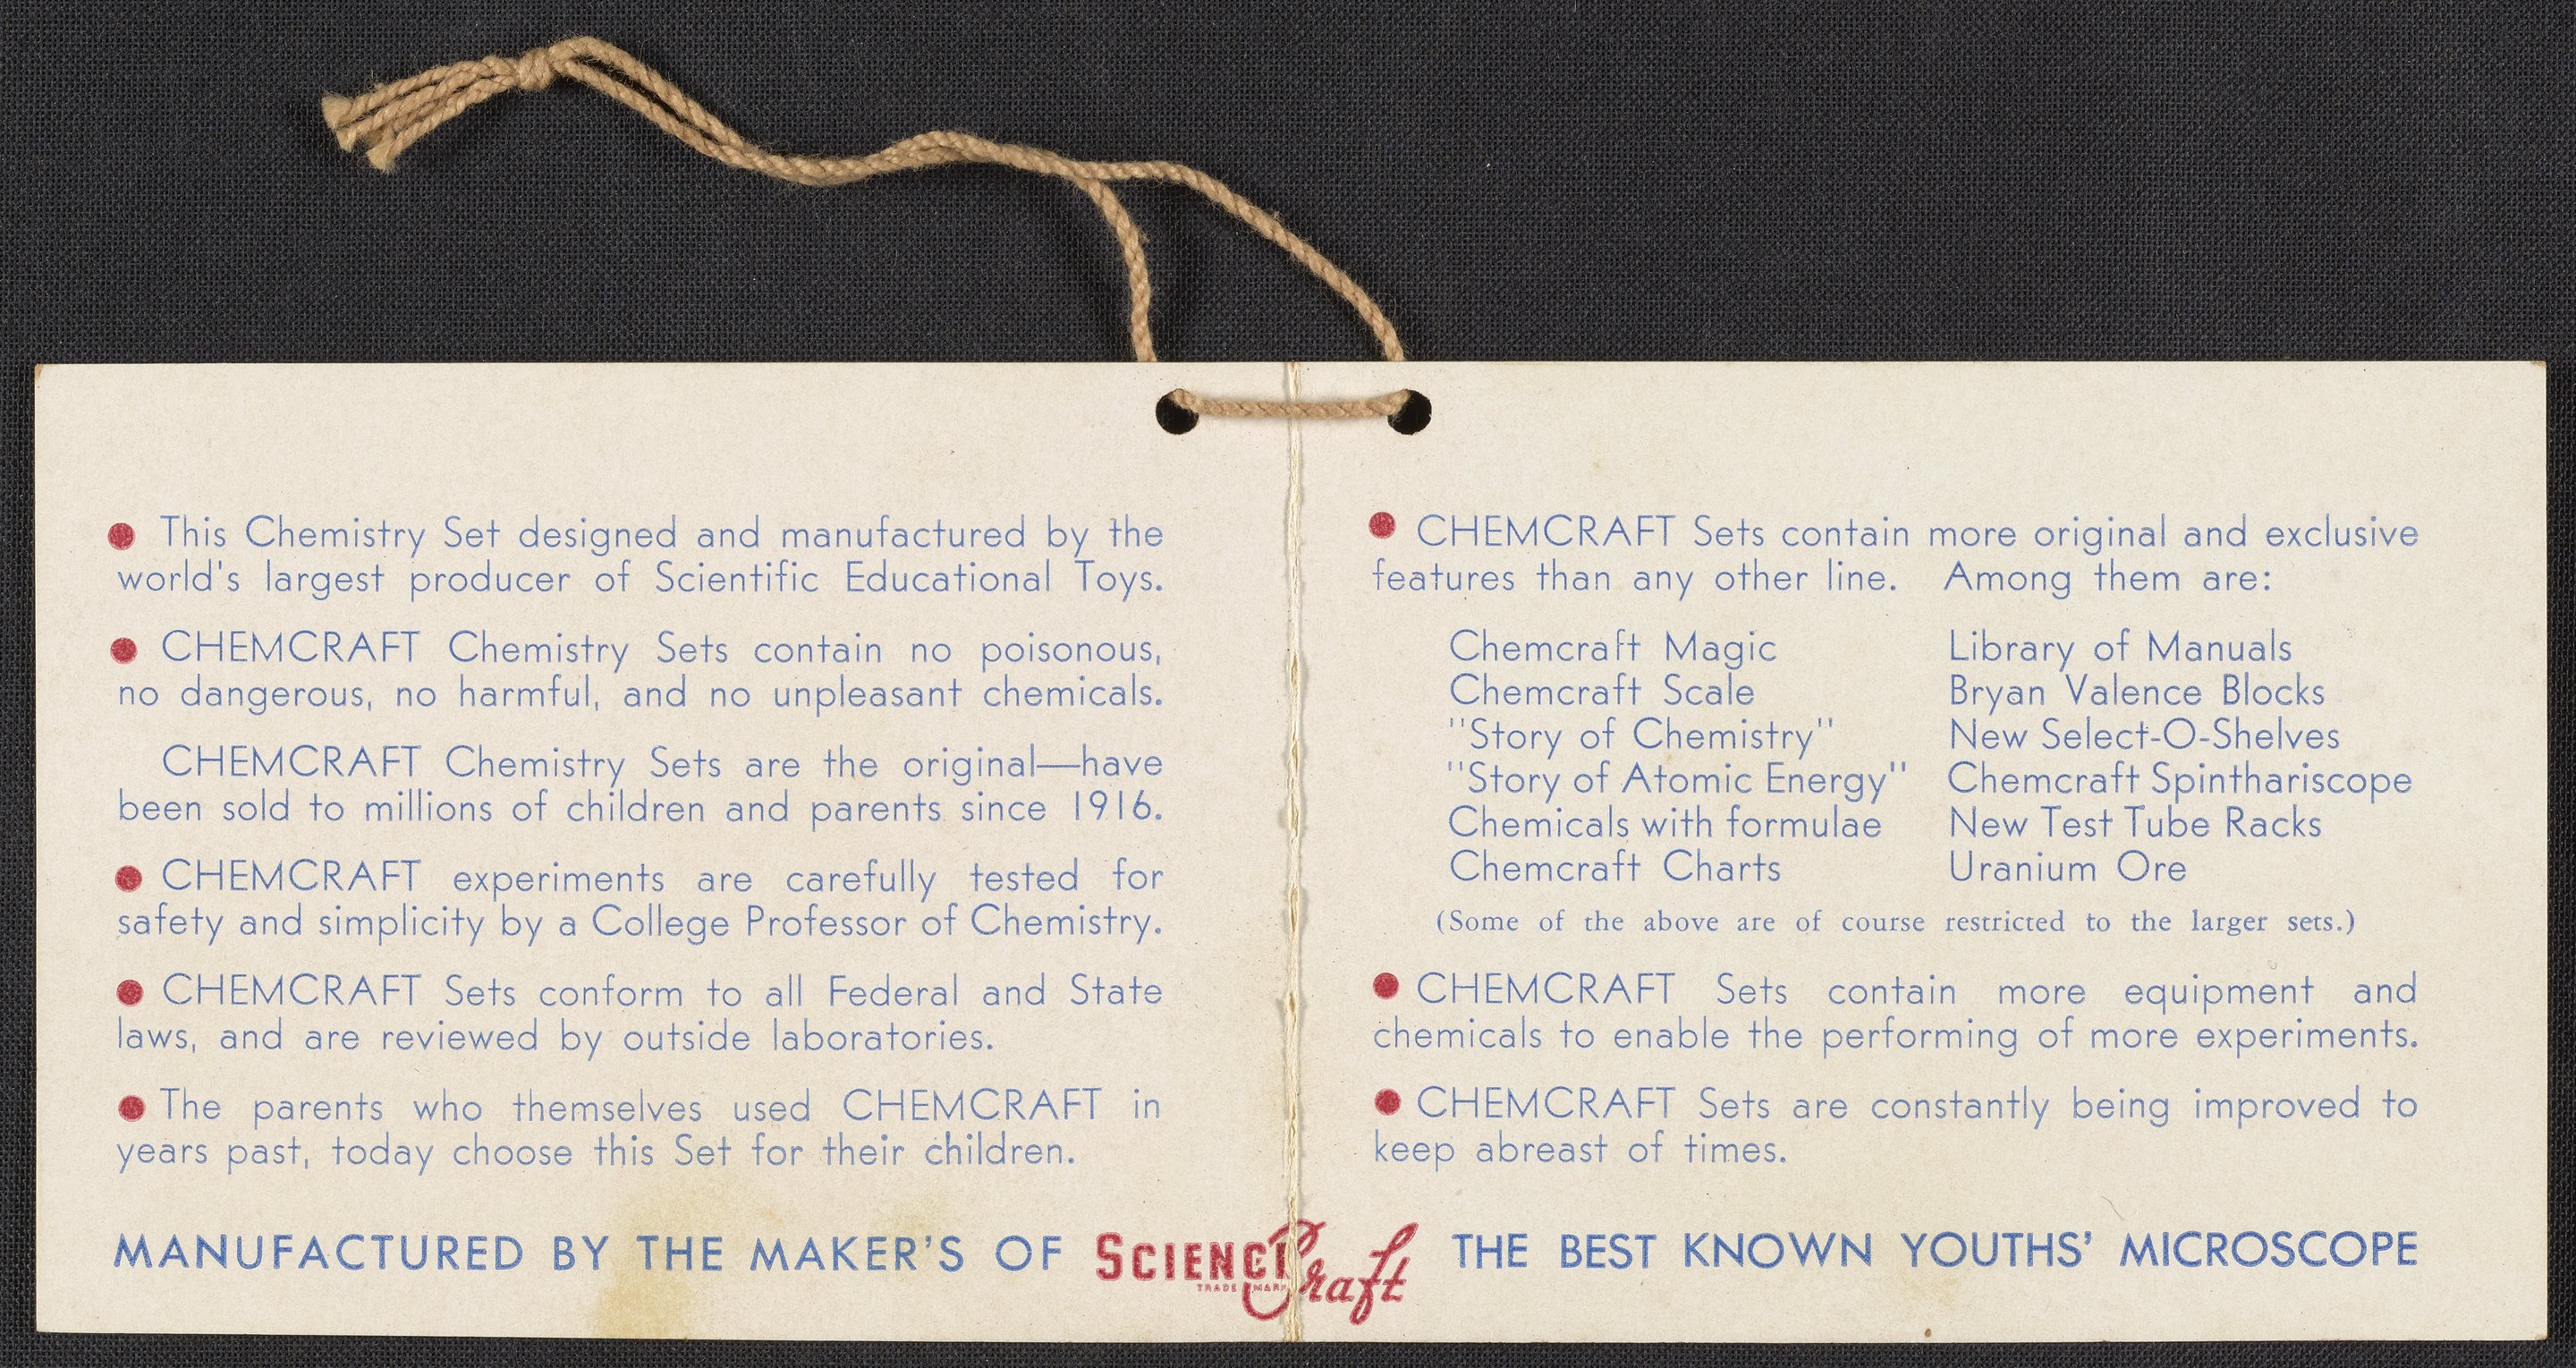 ● This Chemistry Set designed and manufactured by the
world's largest producer of Scientific Educational Toys.
● CHEMCRAFT Chemistry Sets contain no poisonous,
no dangerous, no harmful, and no unpleasant chemicals.
CHEMCRAFT Chemistry Sets are the original—have
been sold to millions of children and parents since 1916.
● CHEMCRAFT experiments are carefully tested for
safety and simplicity by a College Professor of Chemistry.
● CHEMCRAFT Sets conform to all Federal and State
laws, and are reviewed by outside laboratories.
● The parents who themselves used CHEMCRAFT in
years past, today choose this Set for their children.
● CHEMCRAFT Sets contain more original and exclusive
features than any other line. Among them are:
Chemcraft Magic
Chemcraft Scale
"Story of Chemistry"
"Story of Atomic Energy"
Chemicals with formulae
Chemcraft Charts
Library of Manuals
Bryan Valence Blocks
New Select-O-Shelves
Chemcraft Spinthariscope
New Test Tube Racks
Uranium Ore
(Some of the above are of course restricted to the larger sets.)
● CHEMCRAFT Sets contain more equipment and
chemicals to enable the performing of more experiments.
● CHEMCRAFT Sets are constantly being improved to
keep abreast of times.
MANUFACTURED BY THE MAKER'S OF SCIENCE Craft THE BEST KNOWN YOUTHS' MICROSCOPE
TRADE MARK